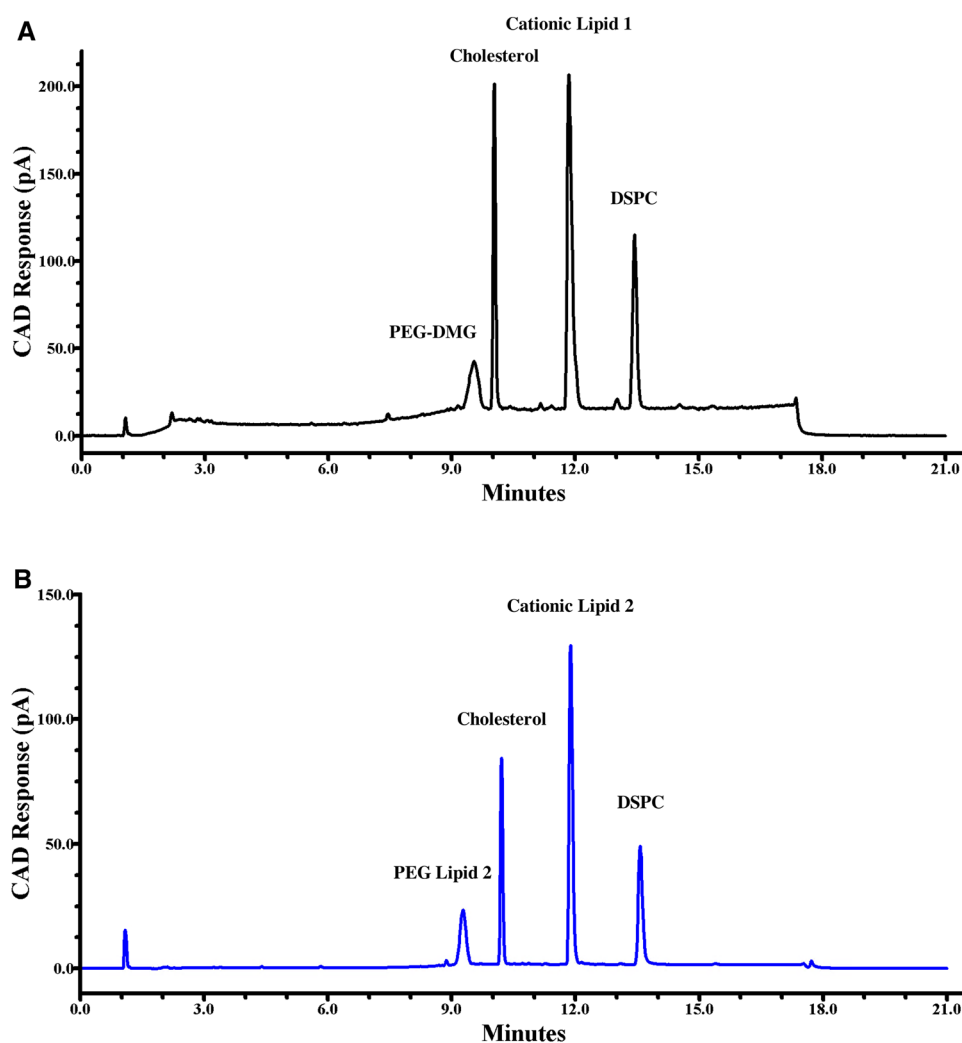 A
Cationic Lipid 1
Cholesterol
DSPC
PEG-DMG
CAD Response (pA)
200.0
150.0
100.0
50.0
0.0
0.0 3.0 6.0 9.0 12.0 15.0 18.0 21.0
Minutes
B
Cationic Lipid 2
Cholesterol
DSPC
PEG Lipid 2
CAD Response (pA)
150.0
100.0
50.0
0.0
0.0 3.0 6.0 9.0 12.0 15.0 18.0 21.0
Minutes